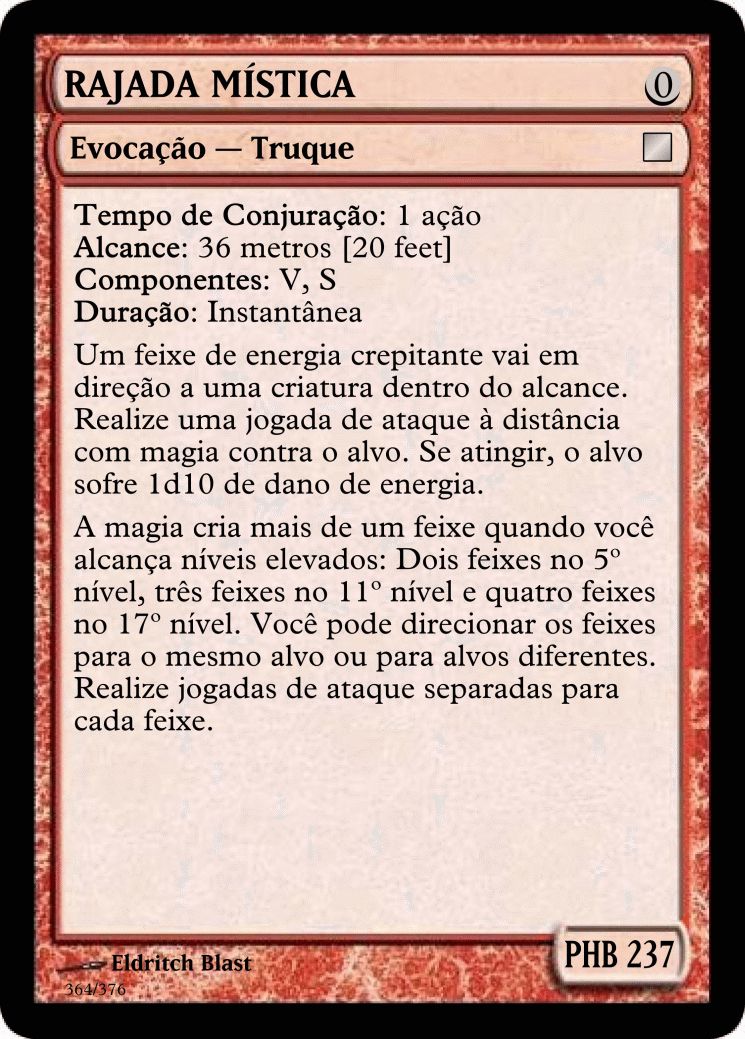 RAJADA MÍSTICA
0
Evocação — Truque
Tempo de Conjuração: 1 ação
Alcance: 36 metros [20 feet]
Componentes: V, S
Duração: Instantânea
Um feixe de energia crepitante vai em
direção a uma criatura dentro do alcance.
Realize uma jogada de ataque à distância
com magia contra o alvo. Se atingir, o alvo
sofre 1d10 de dano de energia.
A magia cria mais de um feixe quando você
alcança níveis elevados: Dois feixes no 5º
nível, três feixes no 11º nível e quatro feixes
no 17º nível. Você pode direcionar os feixes
para o mesmo alvo ou para alvos diferentes.
Realize jogadas de ataque separadas para
cada feixe.
PHB 237
Eldritch Blast
364/376